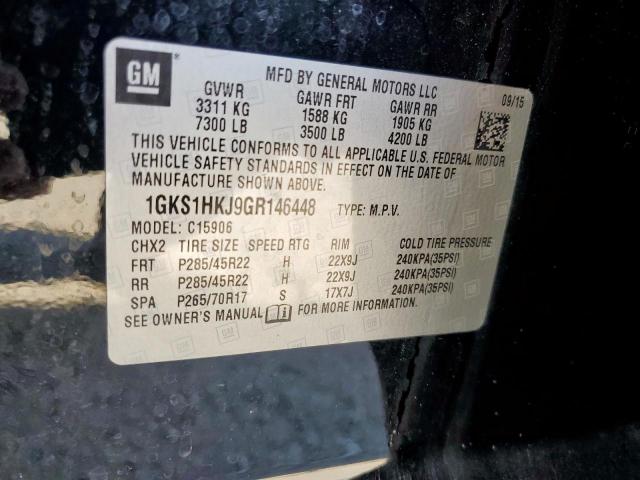 GM
MFD BY GENERAL MOTORS LLC
09/15
GVWR GAWR FRT GAWR RR
3311 KG 1588 KG 1905 KG
7300 LB 3500 LB 4200 LB
THIS VEHICLE CONFORMS TO ALL APPLICABLE U.S. FEDERAL MOTOR
VEHICLE SAFETY STANDARDS IN EFFECT ON THE DATE OF
MANUFACTURE SHOWN ABOVE.
1GKS1HKJ9GR146448 TYPE: M.P.V.
MODEL: C15906
CHX2 TIRE SIZE SPEED RTG RIM COLD TIRE PRESSURE
FRT P285/45R22 H 22X9J 240KPA(35PSI)
RR P285/45R22 H 22X9J 240KPA(35PSI)
SPA P265/70R17 S 17X7J 240KPA(35PSI)
SEE OWNER'S MANUAL FOR MORE INFORMATION.